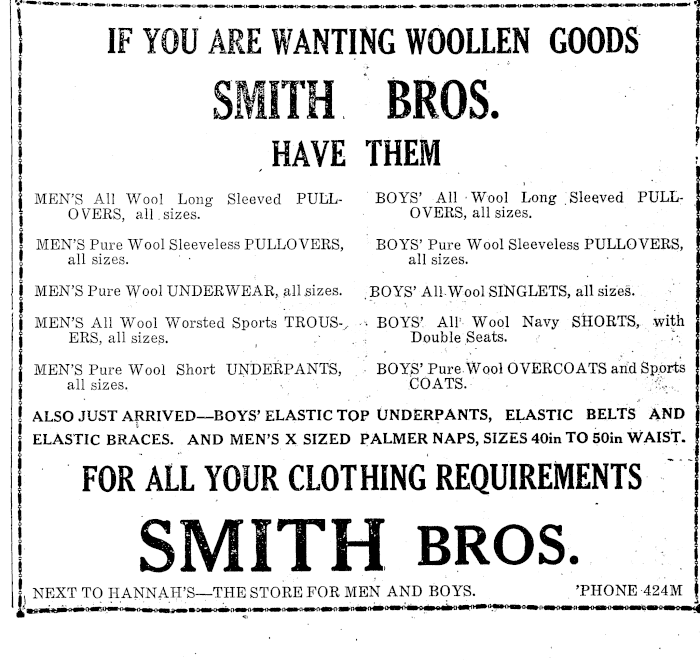 IF YOU ARE WANTING WOOLLEN GOODS
SMITH BROS.
HAVE THEM
MEN'S All Wool Long Sleeved PULL-
OVERS, all sizes.
MEN'S Pure Wool Sleeveless PULLOVERS,
all sizes.
MEN'S Pure Wool UNDERWEAR, all sizes.
MEN'S All Wool Worsted Sports TROUS-
ERS, all sizes.
MEN'S Pure Wool Short UNDERPANTS,
all sizes.
BOYS' All Wool Long Sleeved PULL-
OVERS, all sizes.
BOYS' Pure Wool Sleeveless PULLOVERS,
all sizes.
BOYS' All Wool SINGLETS, all sizes.
BOYS' All Wool Navy SHORTS, with
Double Seats.
BOYS' Pure Wool OVERCOATS and Sports
COATS.
ALSO JUST ARRIVED—BOYS' ELASTIC TOP UNDERPANTS, ELASTIC BELTS AND
ELASTIC BRACES. AND MEN'S X SIZED PALMER NAPS, SIZES 40in TO 50in WAIST.
FOR ALL YOUR CLOTHING REQUIREMENTS
SMITH BROS.
NEXT TO HANNAH'S—THE STORE FOR MEN AND BOYS. 'PHONE 424M